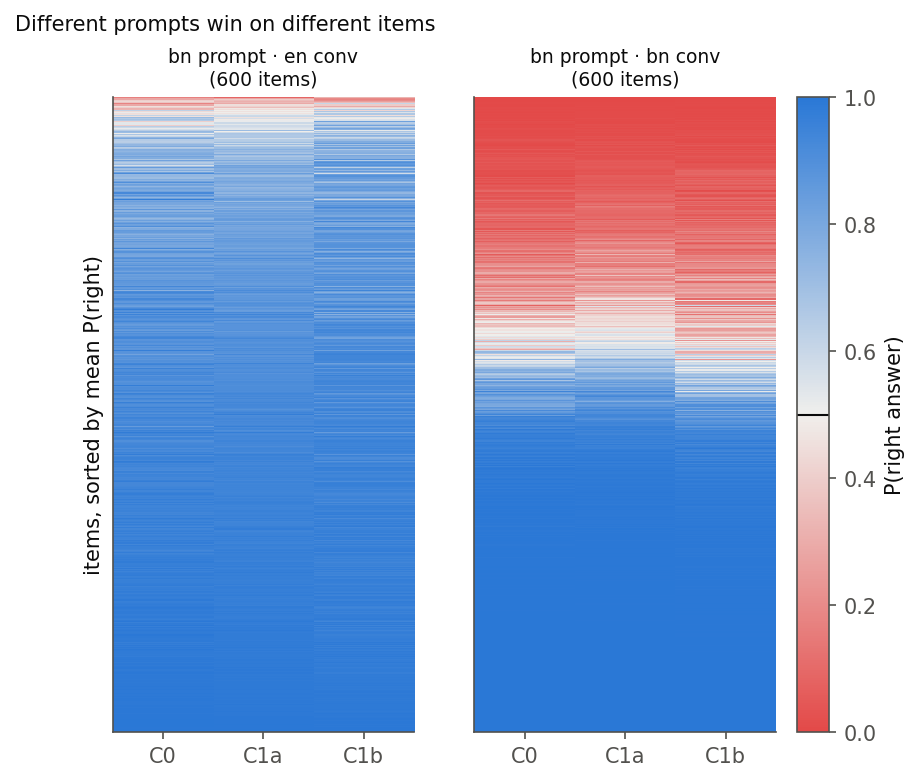 Different prompts win on different items
bn prompt · en conv
(600 items)
bn prompt · bn conv
(600 items)
items, sorted by mean P(right)
C0
C1a
C1b
C0
C1a
C1b
1.0
0.8
0.6
0.4
0.2
0.0
P(right answer)